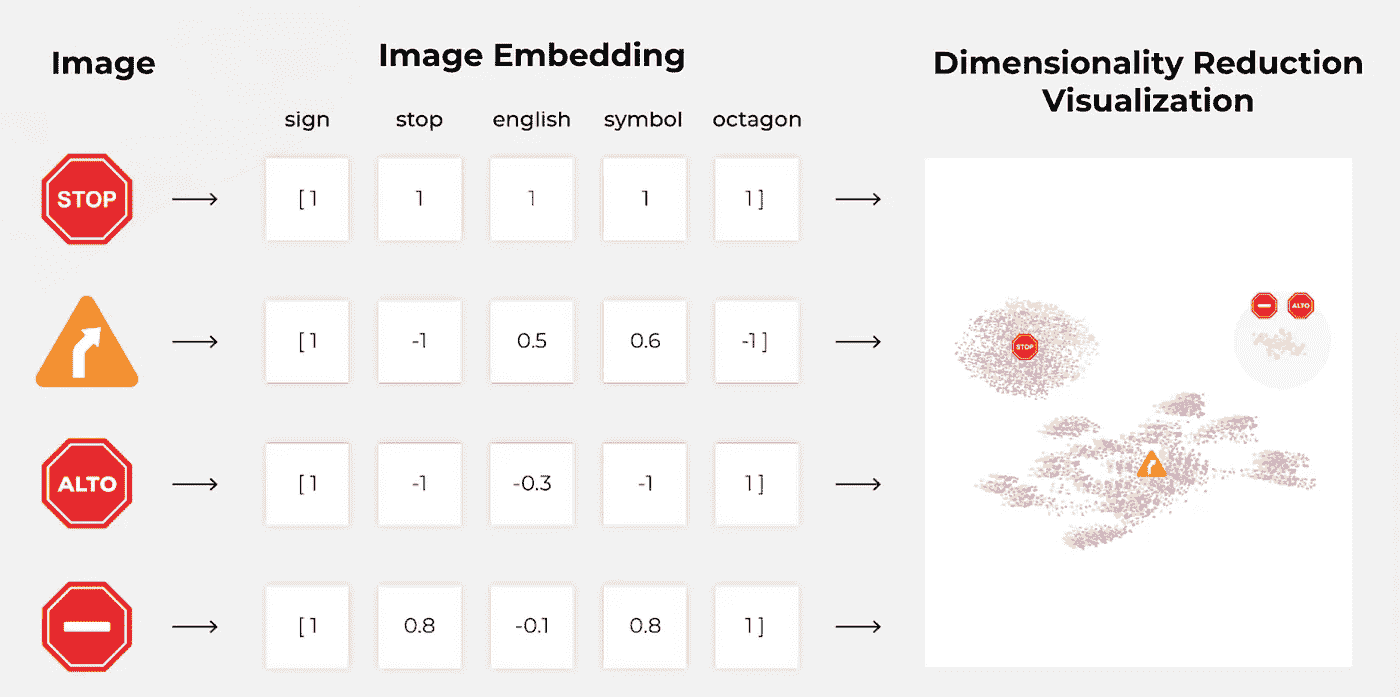 Image
Image Embedding
Dimensionality Reduction
Visualization
sign stop english symbol octagon
STOP [1 1 1 1 1]
[1 -1 0.5 0.6 -1]
ALTO [1 -1 -0.3 -1 1]
[1 0.8 -0.1 0.8 1]
STOP
ALTO